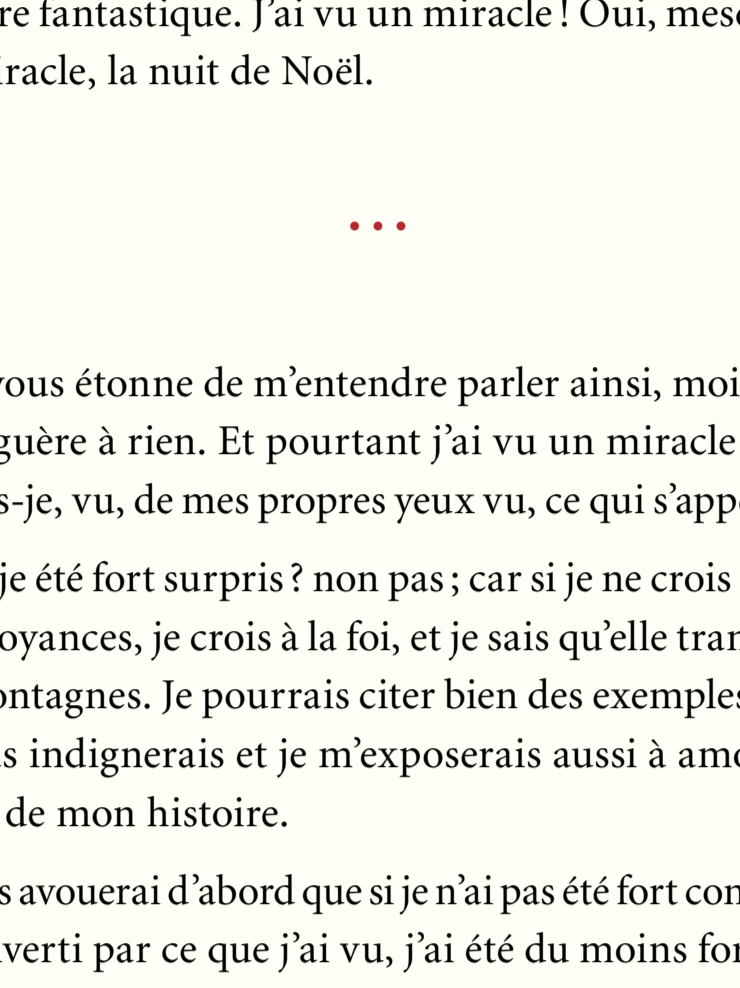 re fantastique. J’ai vu un miracle ! Oui, mes
iracle, la nuit de Noël.
• • •
vous étonne de m’entendre parler ainsi, moi
guère à rien. Et pourtant j’ai vu un miracle
s-je, vu, de mes propres yeux vu, ce qui s’app
je été fort surpris ? non pas ; car si je ne crois
oyances, je crois à la foi, et je sais qu’elle tran
ontagnes. Je pourrais citer bien des exemples
s indignerais et je m’exposerais aussi à amo
de mon histoire.
s avouerai d’abord que si je n’ai pas été fort con
verti par ce que j’ai vu, j’ai été du moins for